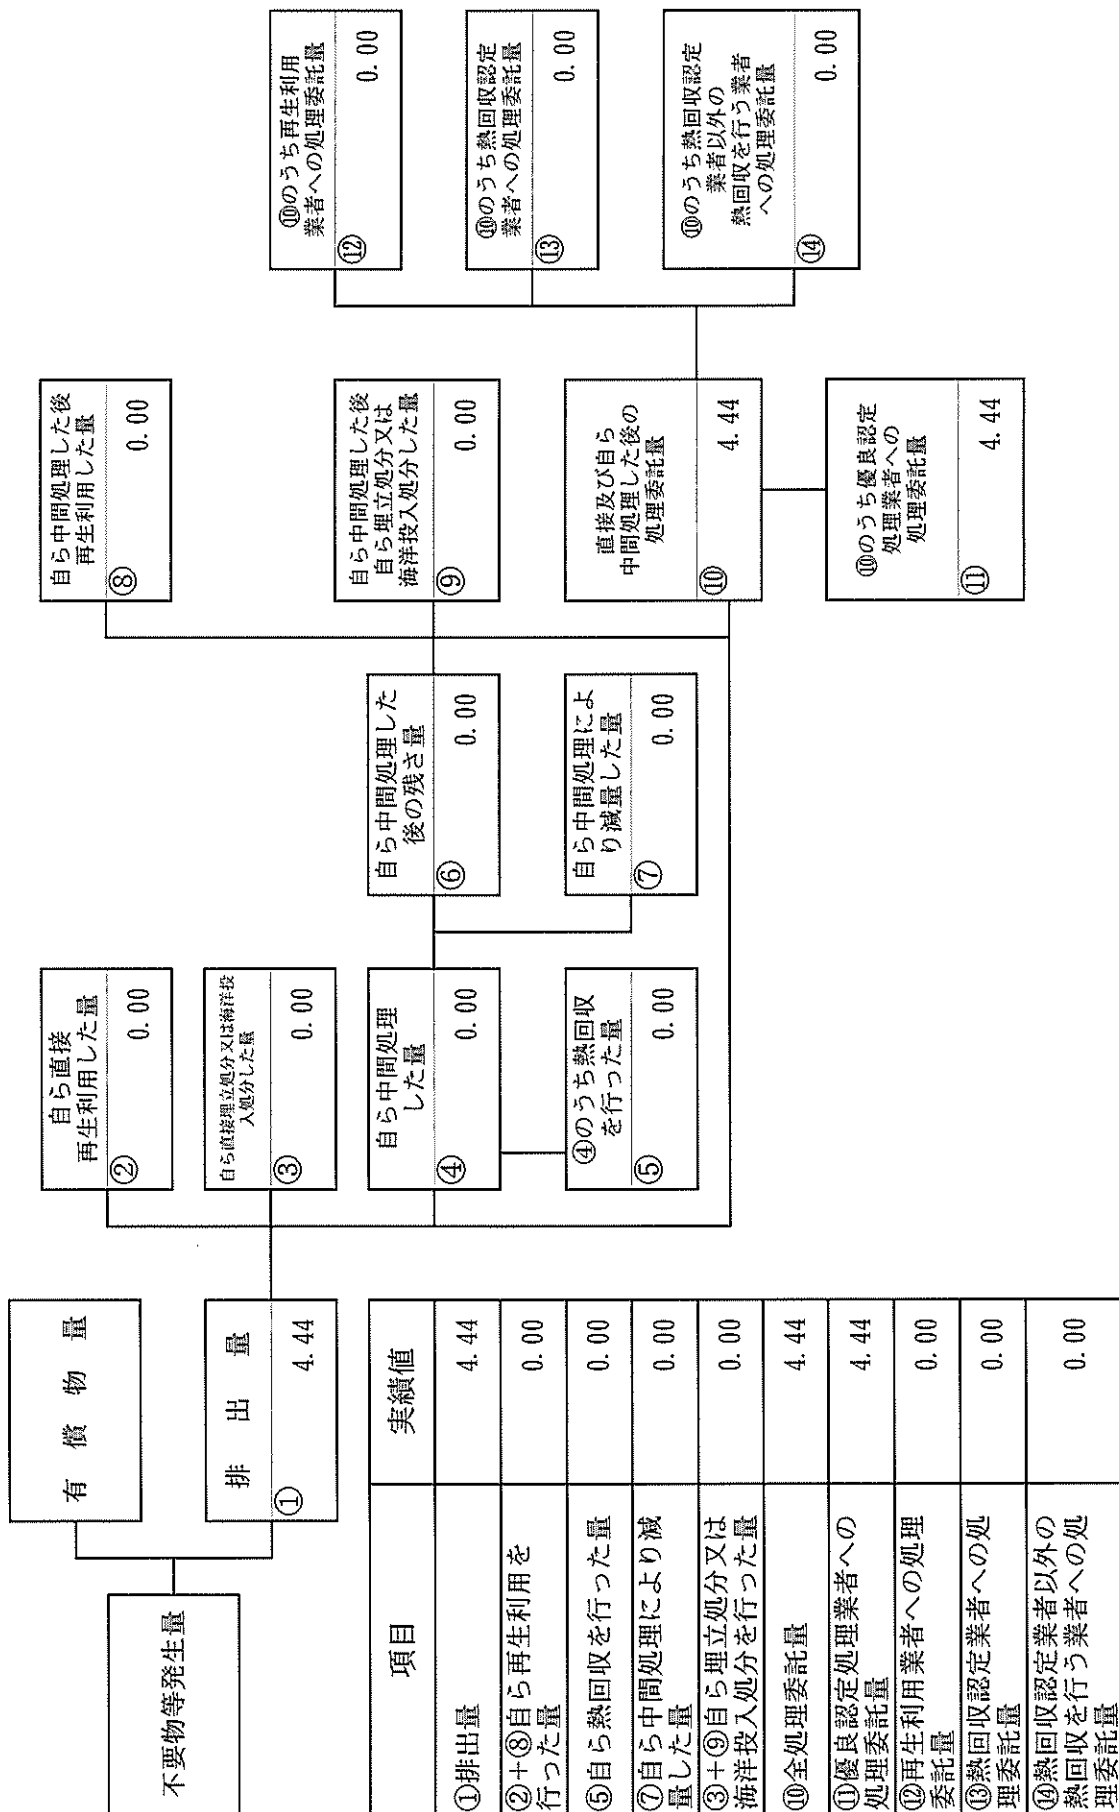 不要物等発生量
有 償 物 量
排 出 量
① 4.44
自ら直接
再生利用した量
② 0.00
自ら直接埋立処分又は海洋投
入処分した量
③ 0.00
自ら中間処理
した量
④ 0.00
④のうち熱回収
を行った量
⑤ 0.00
自ら中間処理した
後の残さ量
⑥ 0.00
自ら中間処理によ
り減量した量
⑦ 0.00
自ら中間処理した後
再生利用した量
⑧ 0.00
自ら中間処理した後
自ら埋立処分又は
海洋投入処分した量
⑨ 0.00
直接及び自ら
中間処理した後の
処理委託量
⑩ 4.44
⑩のうち優良認定
処理業者への
処理委託量
⑪ 4.44
⑩のうち再生利用
業者への処理委託量
⑫ 0.00
⑩のうち熱回収認定
業者への処理委託量
⑬ 0.00
⑩のうち熱回収認定
業者以外の
熱回収を行う業者
への処理委託量
⑭ 0.00
項目 実績値
①排出量 4.44
②+⑧自ら再生利用を
行った量 0.00
⑤自ら熱回収を行った量 0.00
⑦自ら中間処理により減
量した量 0.00
③+⑨自ら埋立処分又は
海洋投入処分を行った量 0.00
⑩全処理委託量 4.44
⑪優良認定処理業者への
処理委託量 4.44
⑫再生利用業者への処理
委託量 0.00
⑬熱回収認定業者への処
理委託量 0.00
⑭熱回収認定業者以外の
熱回収を行う業者への処
理委託量 0.00